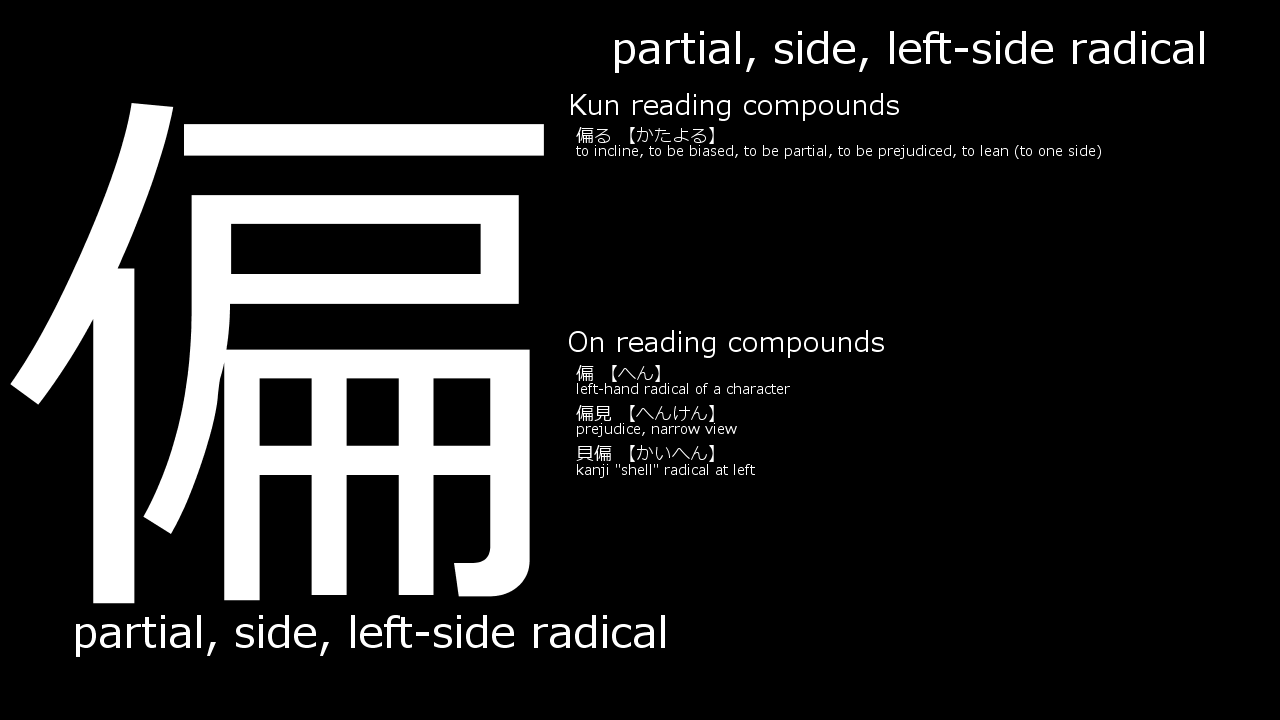 partial, side, left-side radical
偏
Kun reading compounds
偏る 【かたよる】
to incline, to be biased, to be partial, to be prejudiced, to lean (to one side)
On reading compounds
偏 【へん】
left-hand radical of a character
偏見 【へんけん】
prejudice, narrow view
貝偏 【かいへん】
kanji "shell" radical at left
partial, side, left-side radical